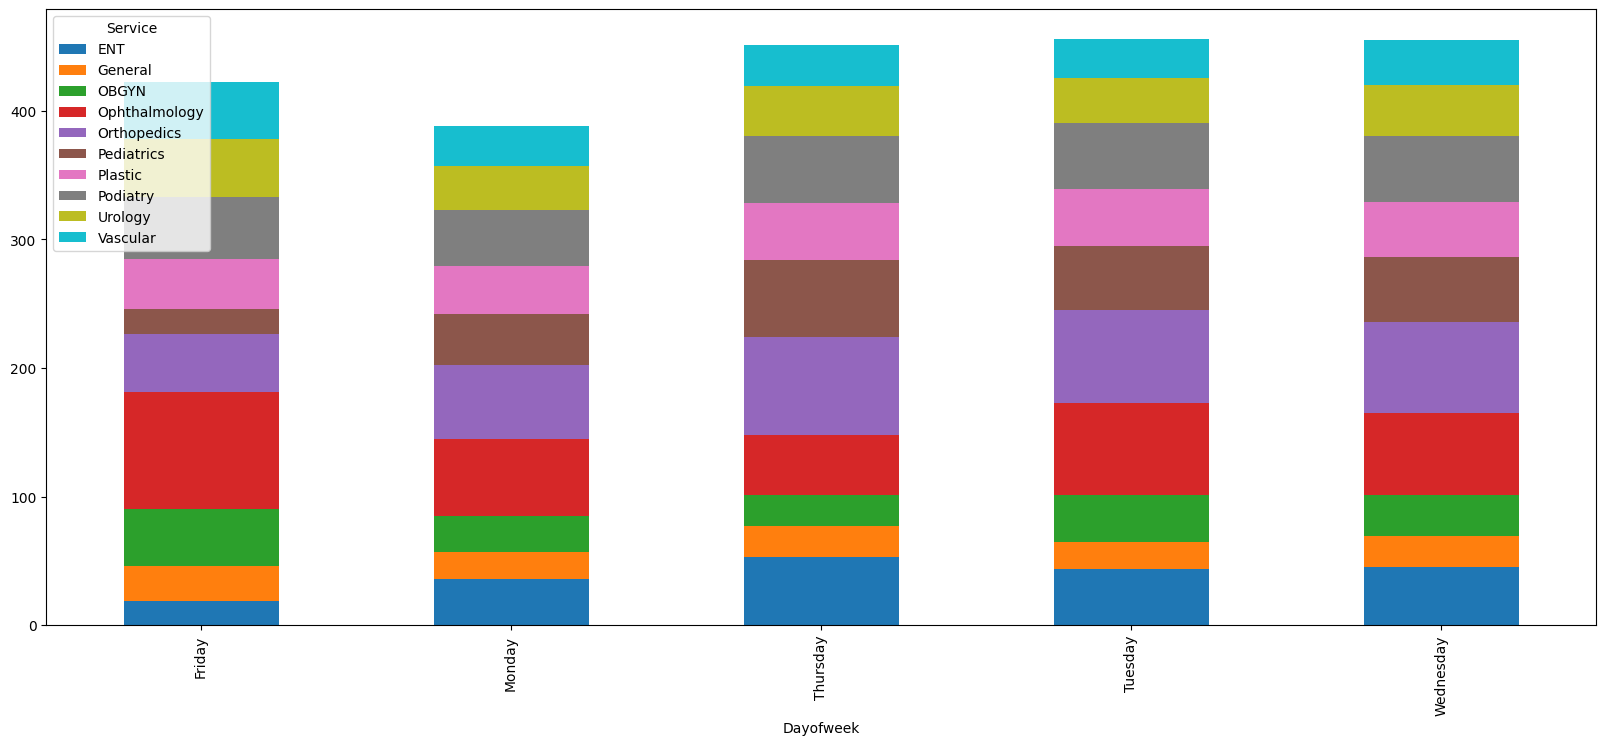 Service
ENT
General
OBGYN
Ophthalmology
Orthopedics
Pediatrics
Plastic
Podiatry
Urology
Vascular
400
300
200
100
0
Friday
Monday
Thursday
Tuesday
Wednesday
Dayofweek